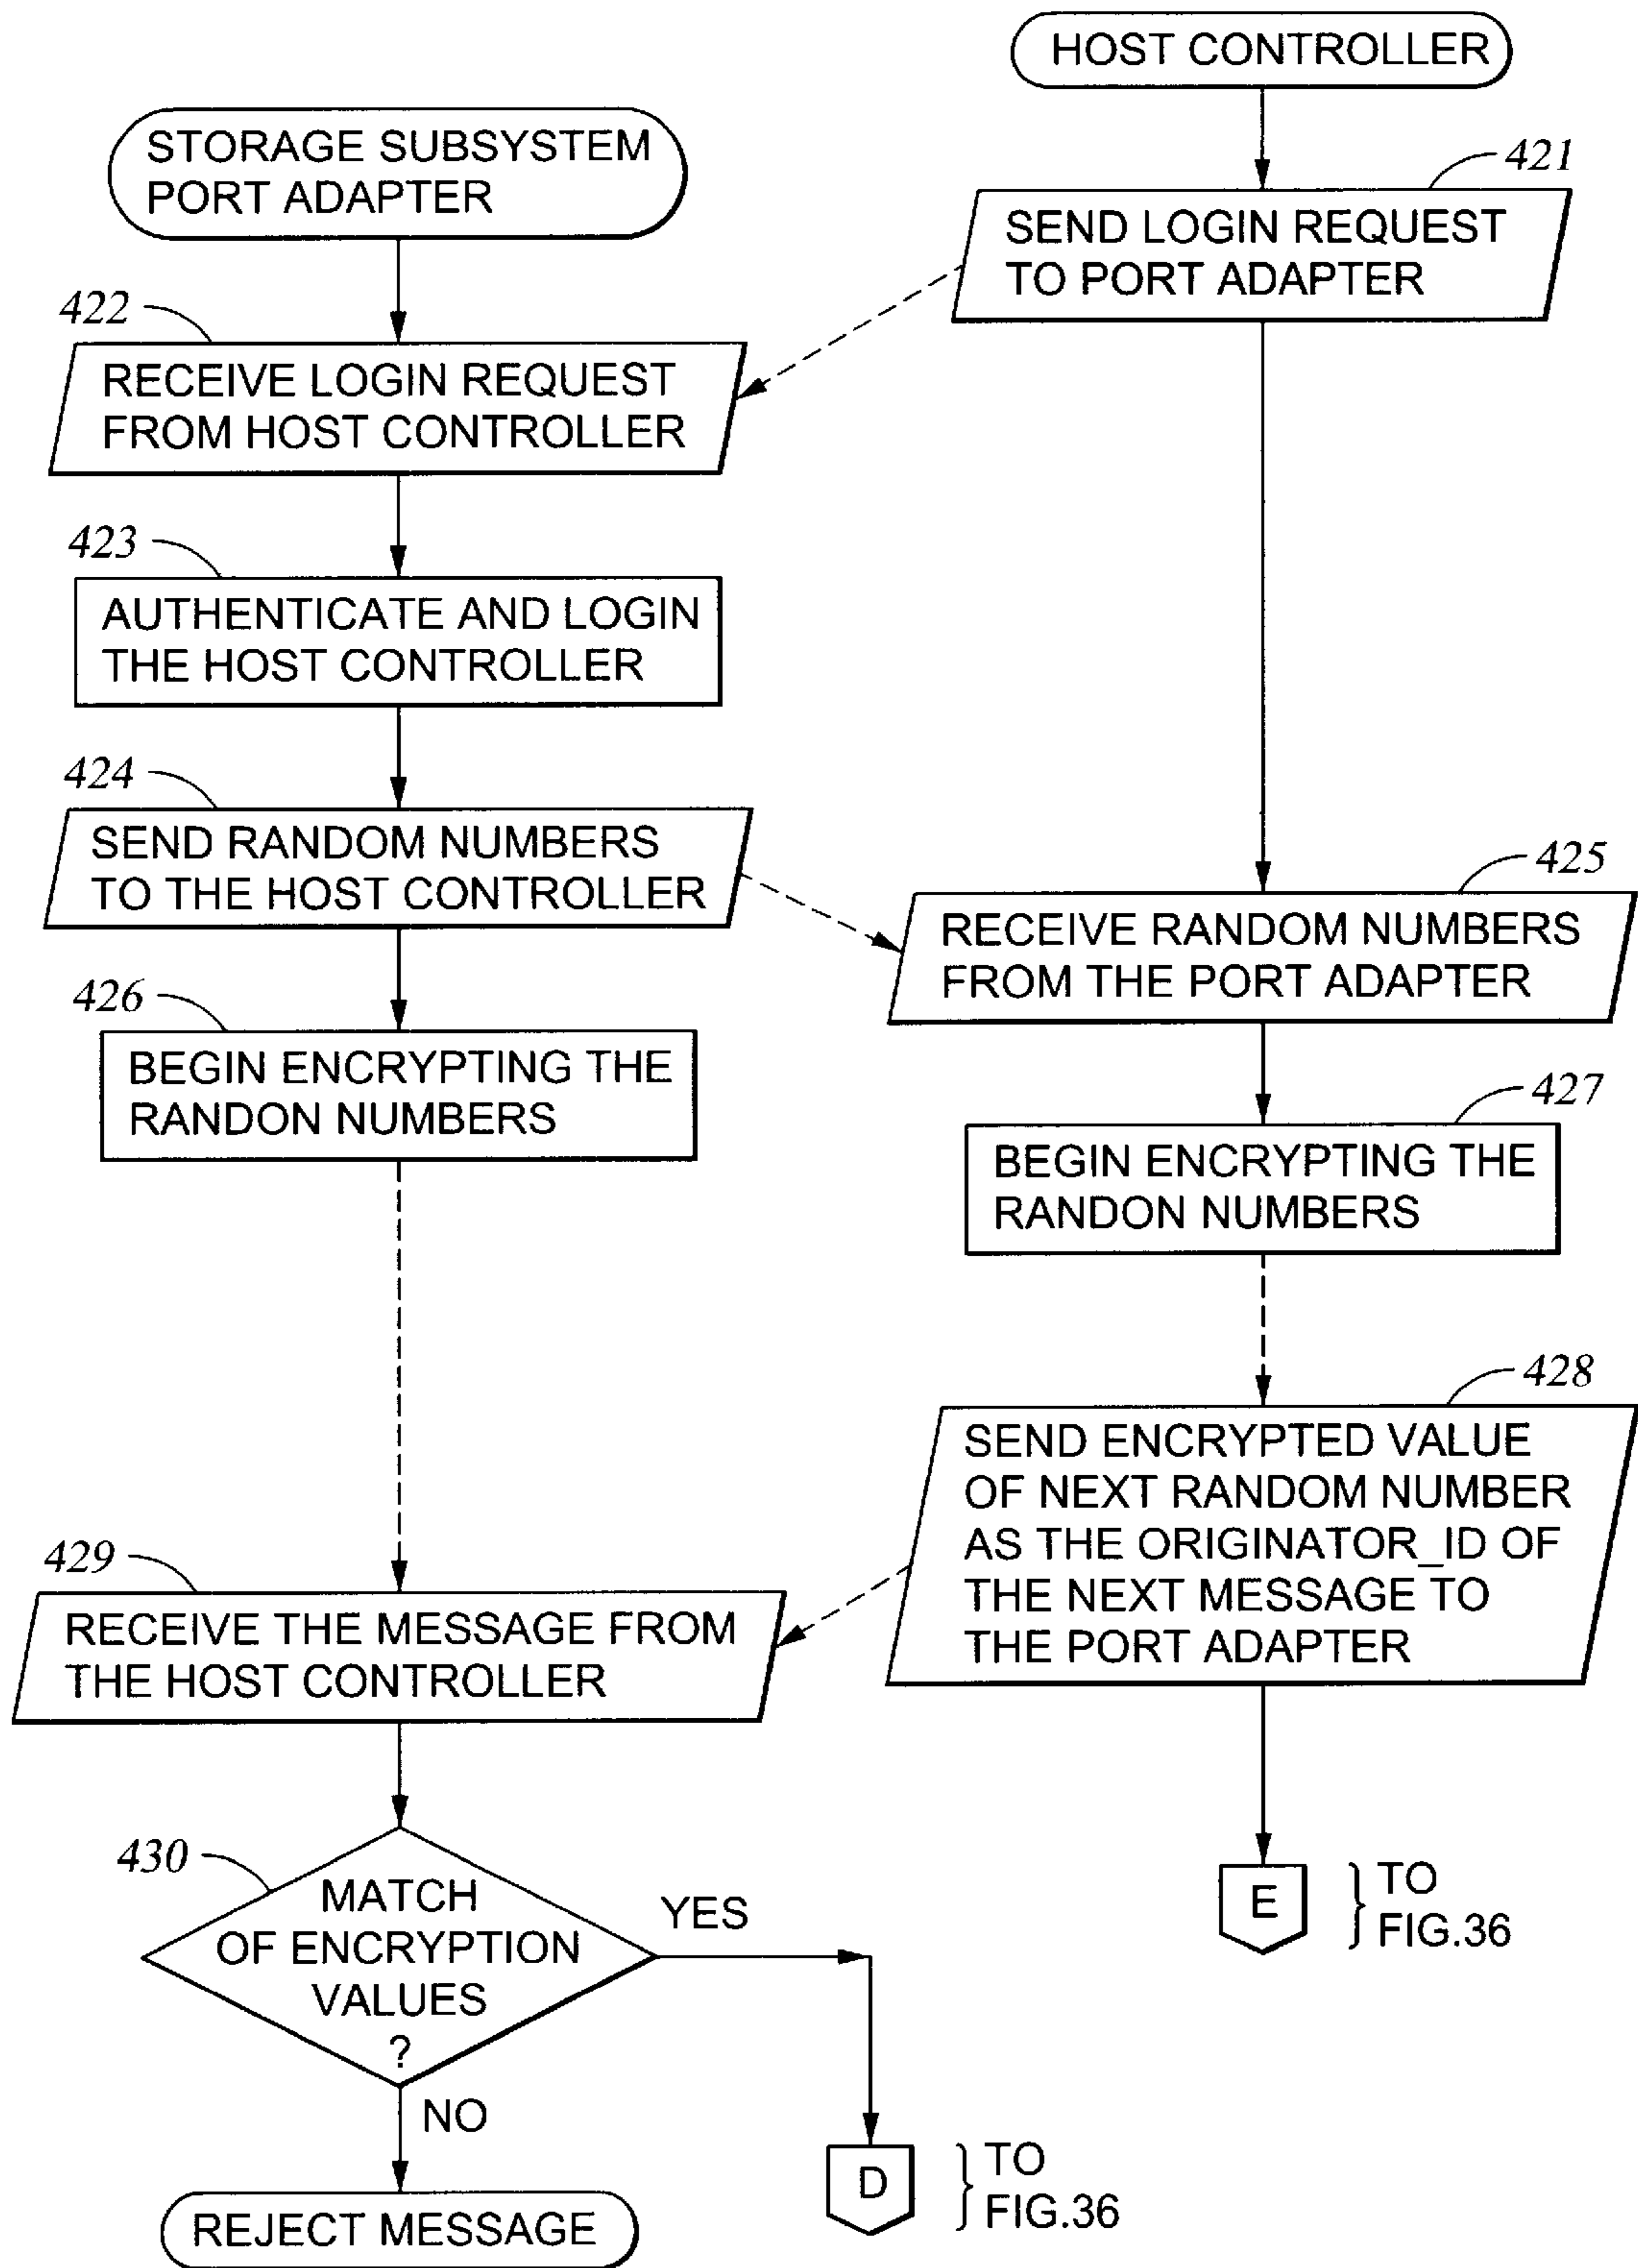 HOST CONTROLLER
STORAGE SUBSYSTEM
PORT ADAPTER
421
SEND LOGIN REQUEST
TO PORT ADAPTER
422
RECEIVE LOGIN REQUEST
FROM HOST CONTROLLER
423
AUTHENTICATE AND LOGIN
THE HOST CONTROLLER
424
SEND RANDOM NUMBERS
TO THE HOST CONTROLLER
425
RECEIVE RANDOM NUMBERS
FROM THE PORT ADAPTER
426
BEGIN ENCRYPTING THE
RANDON NUMBERS
427
BEGIN ENCRYPTING THE
RANDON NUMBERS
428
SEND ENCRYPTED VALUE
OF NEXT RANDOM NUMBER
AS THE ORIGINATOR_ID OF
THE NEXT MESSAGE TO
THE PORT ADAPTER
429
RECEIVE THE MESSAGE FROM
THE HOST CONTROLLER
430
MATCH
OF ENCRYPTION
VALUES
?
YES
E
TO
FIG.36
NO
D
TO
FIG.36
REJECT MESSAGE